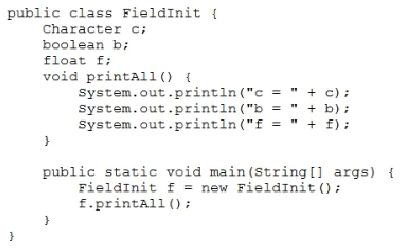 public class FieldInit {
    Character c;
    boolean b;
    float f;
    void printAll() {
        System.out.println("c = " + c);
        System.out.println("b = " + b);
        System.out.println("f = " + f);
    }

    public static void main(String[] args) {
        FieldInit f = new FieldInit();
        f.printAll();
    }
}